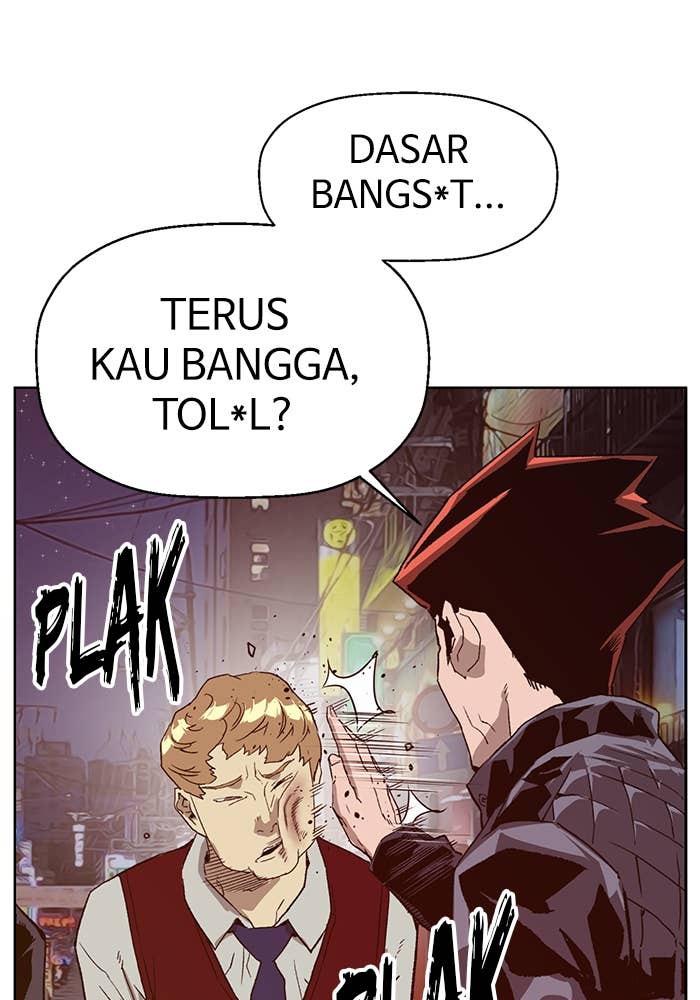 DASAR
BANGS*T...
TERUS
KAU BANGGA,
TOL*L?
PLAK
PLAK